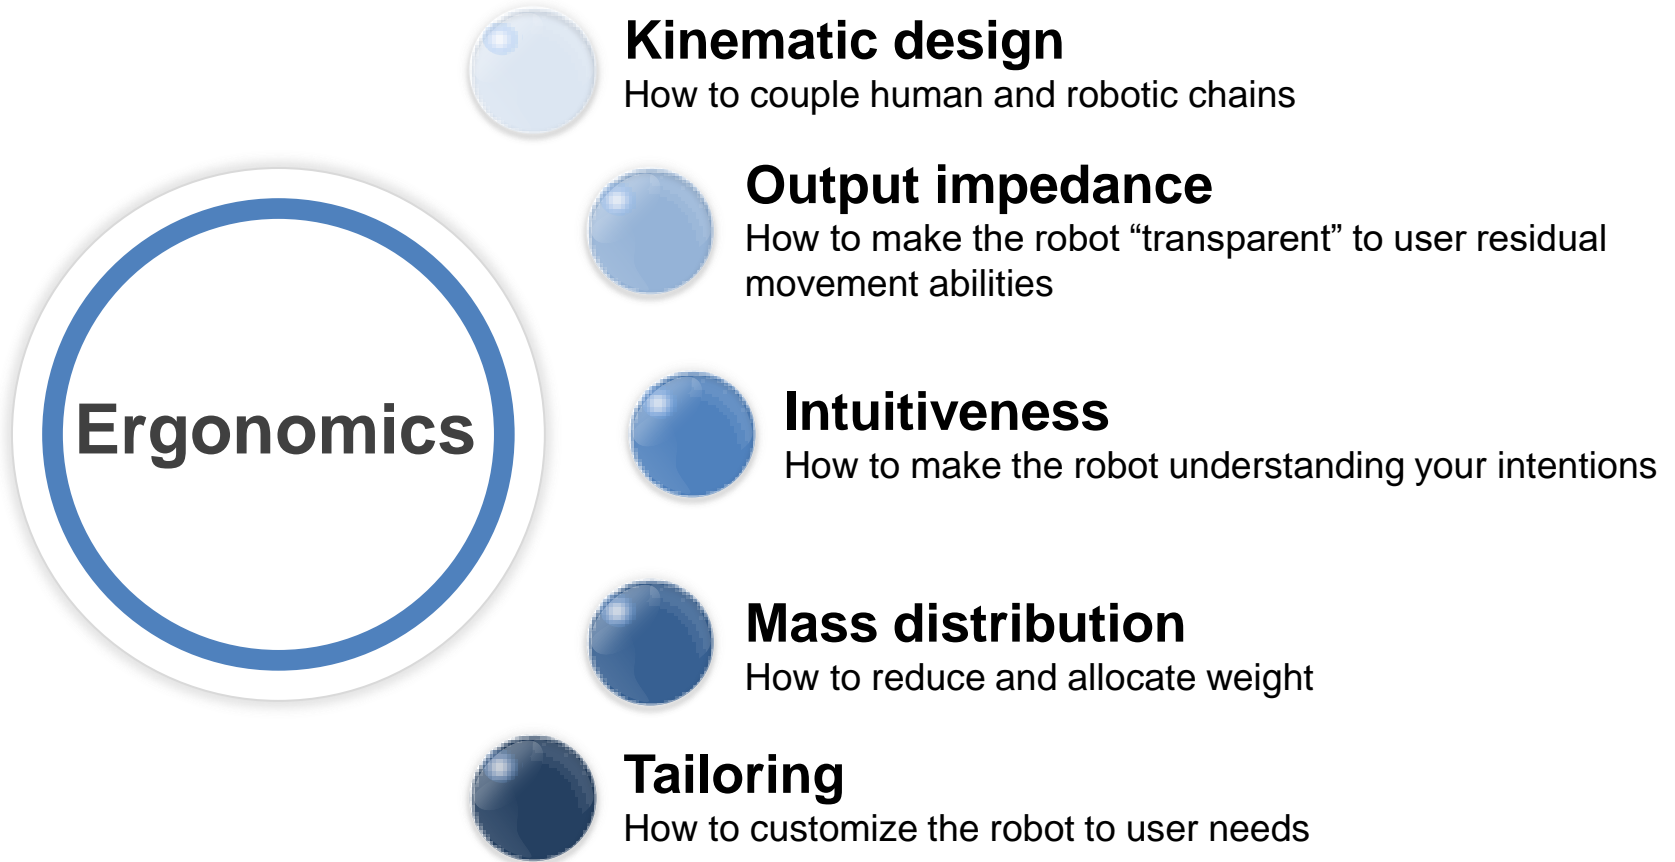 Kinematic design
How to couple human and robotic chains
Output impedance
How to make the robot “transparent” to user residual
movement abilities
Ergonomics
Intuitiveness
How to make the robot understanding your intentions
Mass distribution
How to reduce and allocate weight
Tailoring
How to customize the robot to user needs